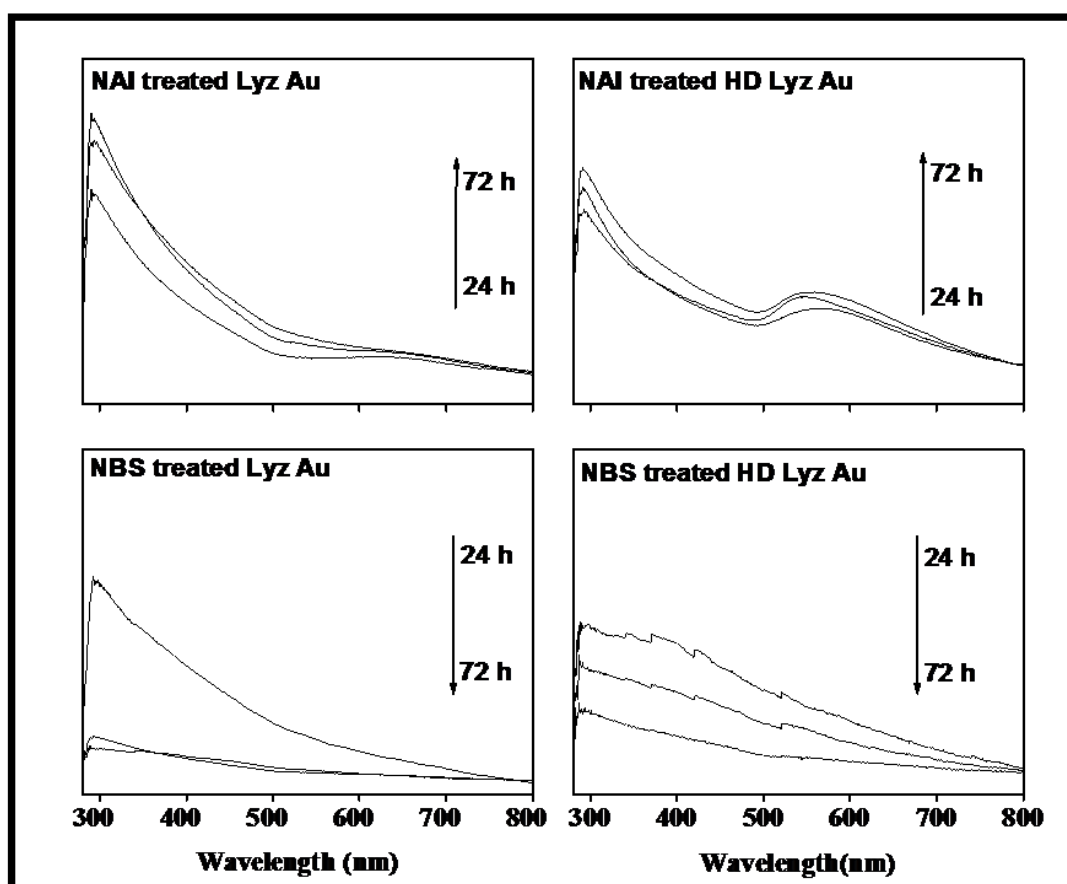 NAI treated Lyz Au
72 h
24 h
NAI treated HD Lyz Au
72 h
24 h
NBS treated Lyz Au
24 h
72 h
300 400 500 600 700 800
Wavelength (nm)
NBS treated HD Lyz Au
24 h
72 h
300 400 500 600 700 800
Wavelength(nm)